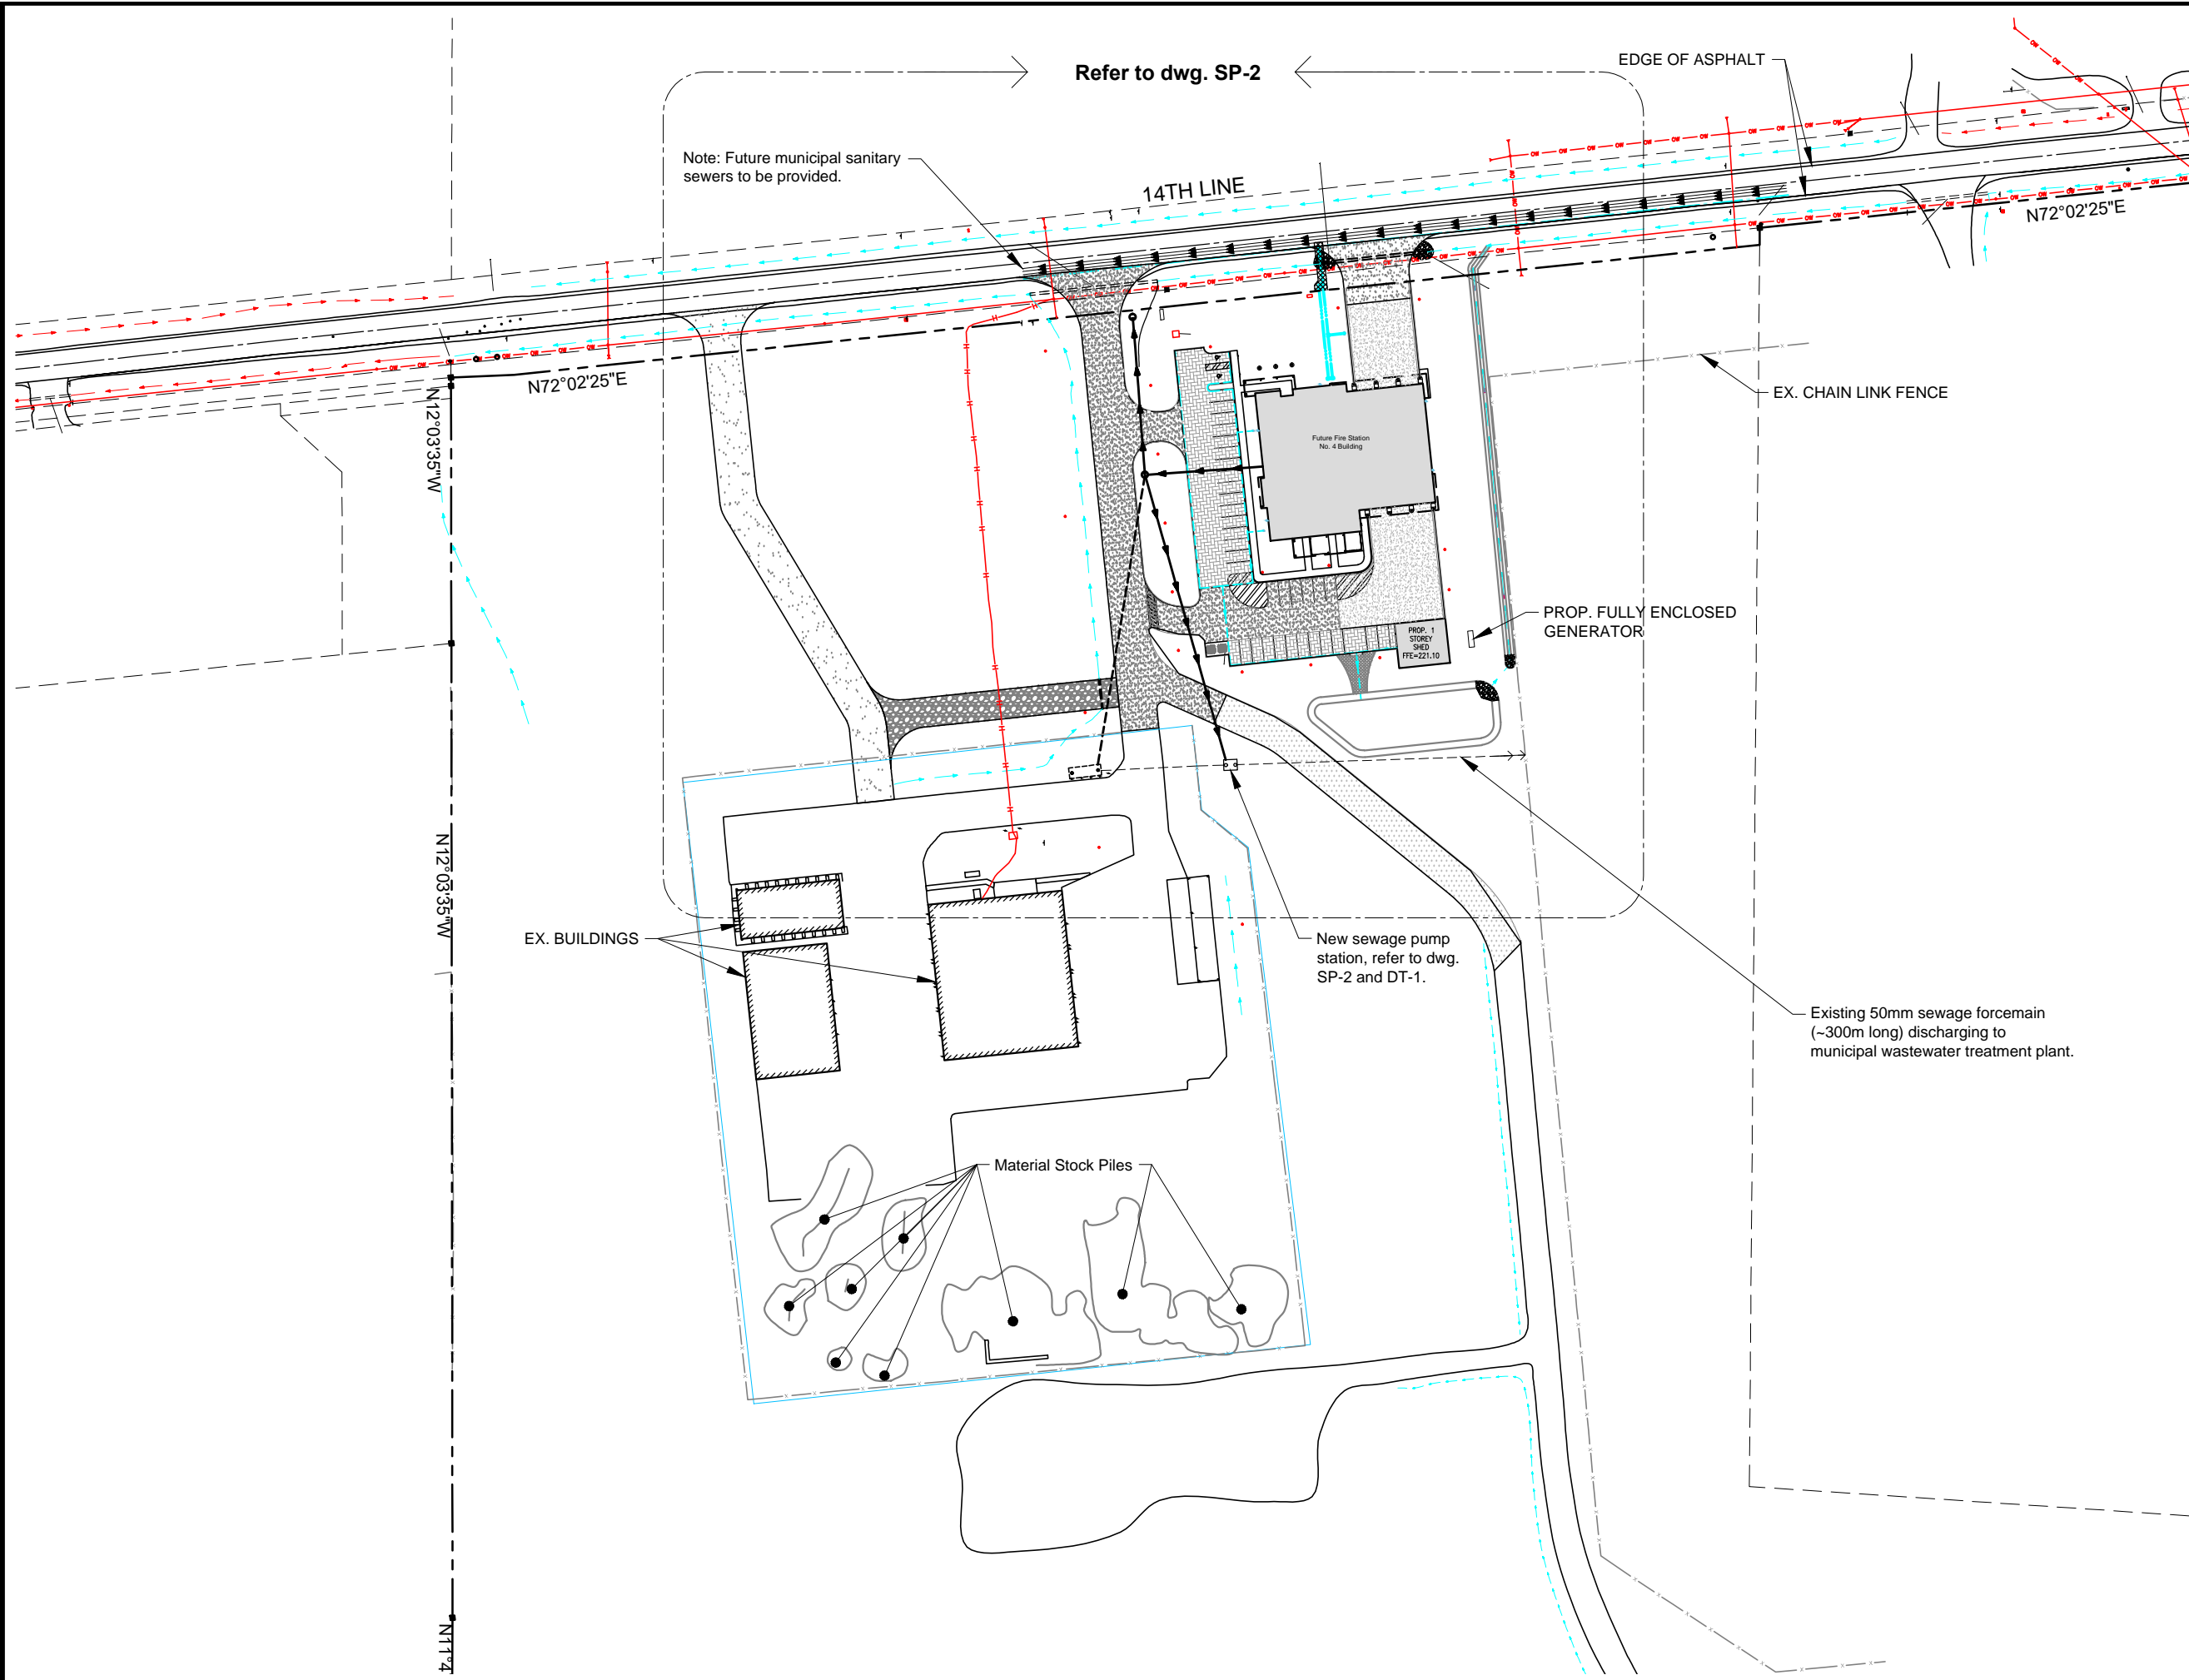 Refer to dwg. SP-2
EDGE OF ASPHALT
Note: Future municipal sanitary
sewers to be provided.
14TH LINE
N72°02'25"E
N72°02'25"E
EX. CHAIN LINK FENCE
N12°03'35"W
Future Fire Station
No. 4 Building
PROP. FULLY ENCLOSED
GENERATOR
PROP. 1
STOREY
SHED
FFE=221.10
N12°03'35"W
EX. BUILDINGS
New sewage pump
station, refer to dwg.
SP-2 and DT-1.
Existing 50mm sewage forcemain
(~300m long) discharging to
municipal wastewater treatment plant.
Material Stock Piles
N11°4